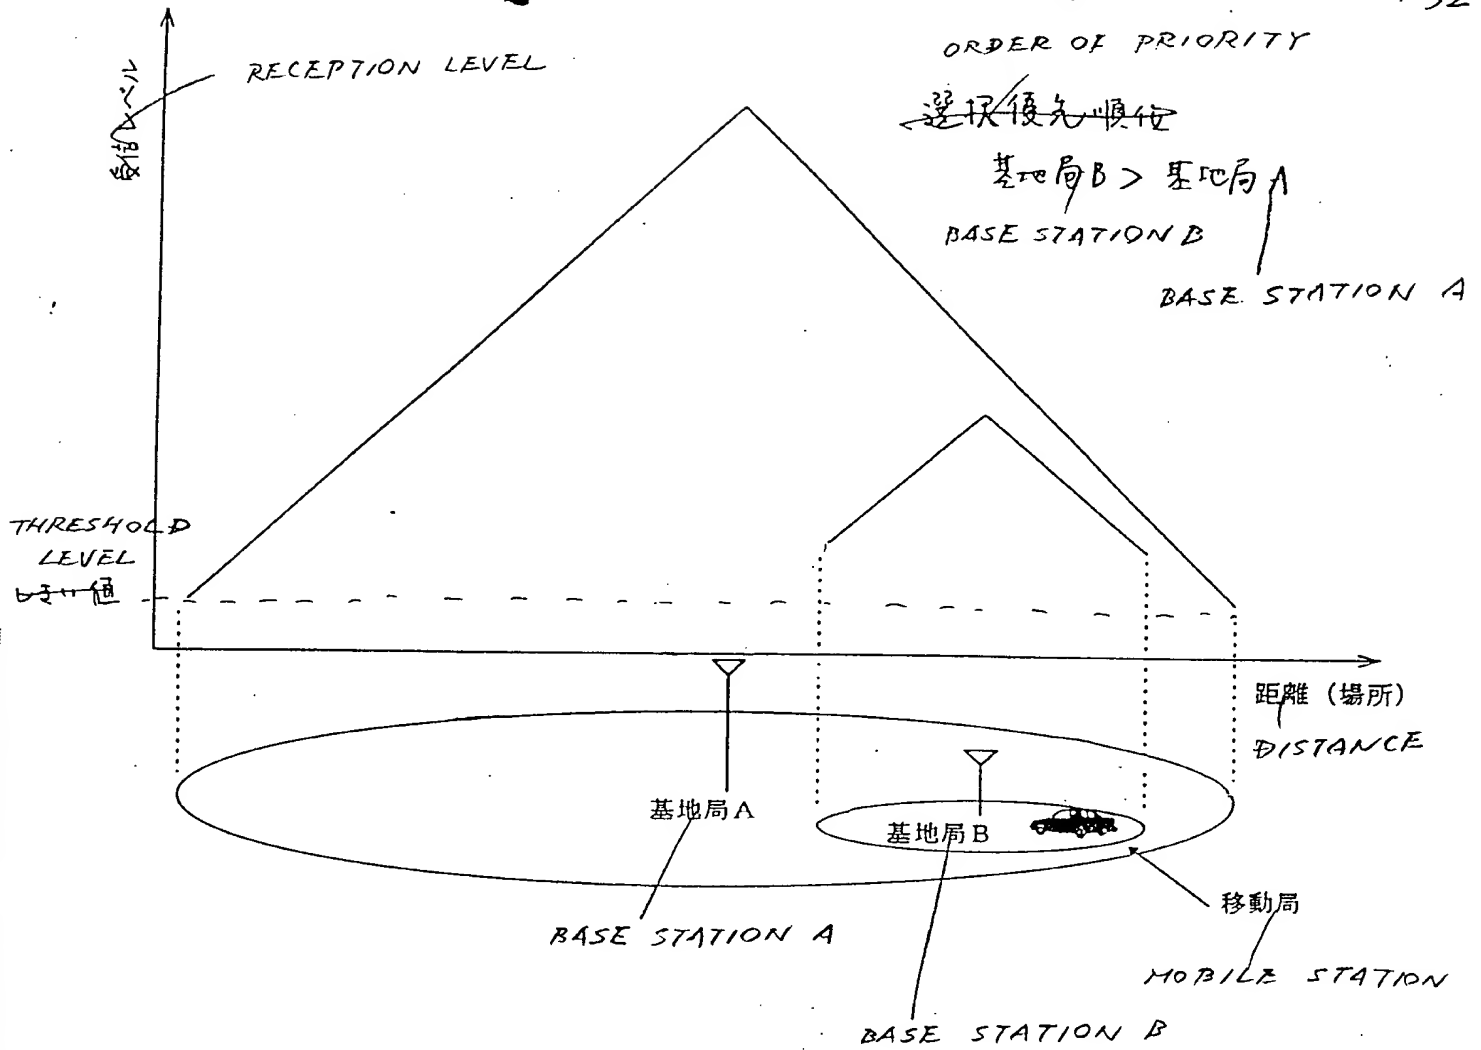 32
ORDER OF PRIORITY
RECEPTION LEVEL
受信レベル
選択優先順位
基地局B > 基地局A
BASE STATION B
BASE STATION A
THRESHOLD
LEVEL
しきい値
距離 (場所)
DISTANCE
基地局A
基地局B
移動局
BASE STATION A
MOBILE STATION
BASE STATION B